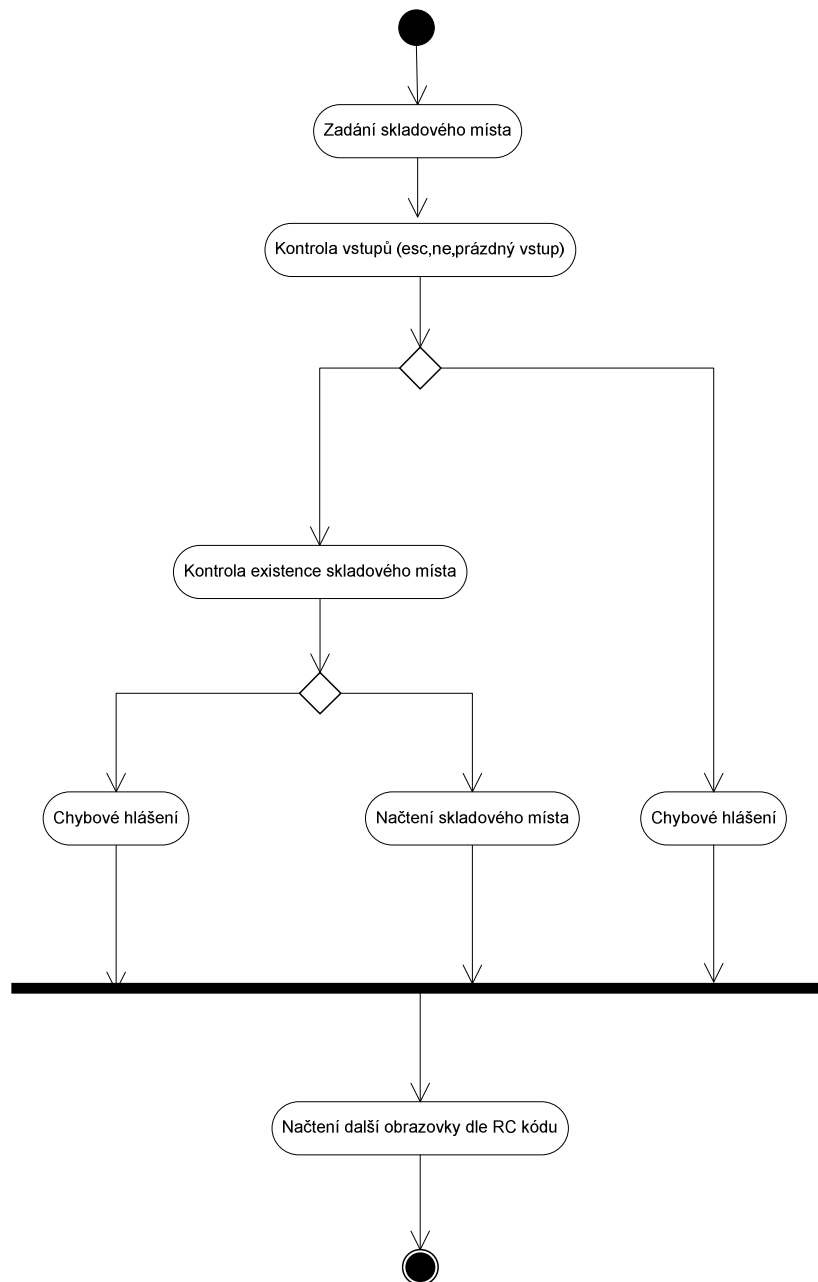 Zadání skladového místa
Kontrola vstupů (esc,ne,prázdný vstup)
Kontrola existence skladového místa
Chybové hlášení
Načtení skladového místa
Chybové hlášení
Načtení další obrazovky dle RC kódu